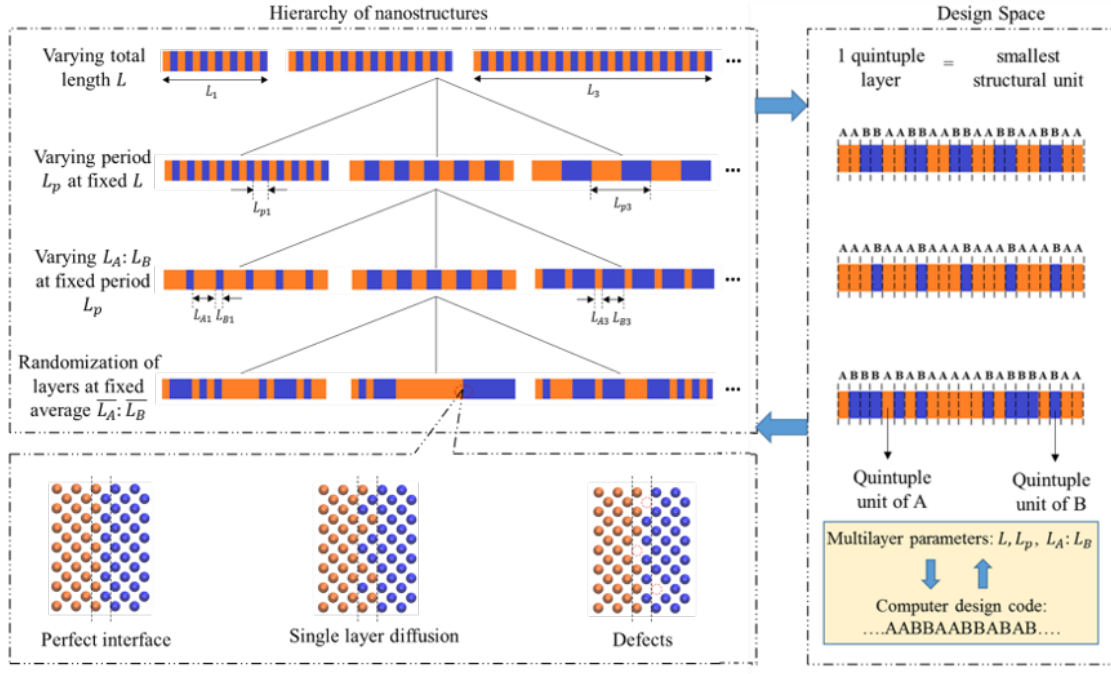 Hierarchy of nanostructures
Varying total
length L
L₁
L₃
...
Varying period
Lₚ at fixed L
Lₚ₁
Lₚ₃
...
Varying L_A: L_B
at fixed period
Lₚ
L_A1 L_B1
L_A3 L_B3
...
Randomization of
layers at fixed
average L̅_A̅: L̅_B̅
...
Perfect interface
Single layer diffusion
Defects
Design Space
1 quintuple = smallest
layer structural unit
A A B B A A B B A A B B A A B B A A B B A A
A A A B A A A B A A A B A A A B A A A B A A
A B B B A B A B A A A A A B A B B B A B A A
Quintuple
unit of A
Quintuple
unit of B
Multilayer parameters: L, Lₚ, L_A: L_B
Computer design code:
....AABBAABBABAB....